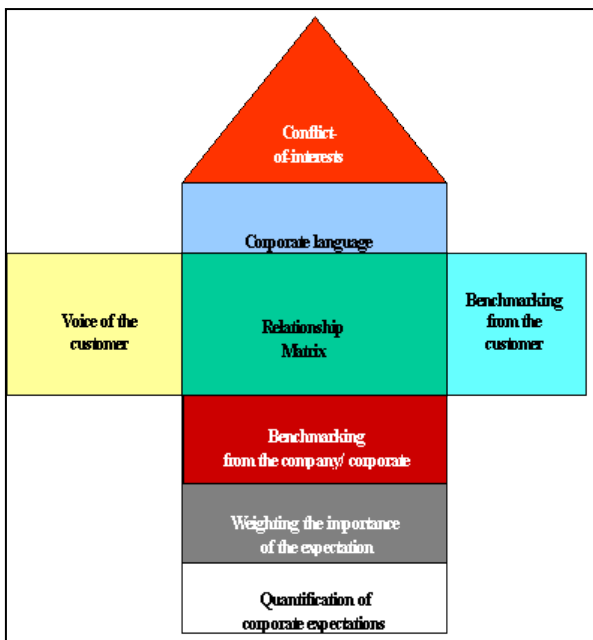 Conflict-
of-interests
Corporate language
Voice of the
customer
Relationship
Matrix
Benchmarking
from the
customer
Benchmarking
from the company/ corporate
Weighting the importance
of the expectation
Quantification of
corporate expectations